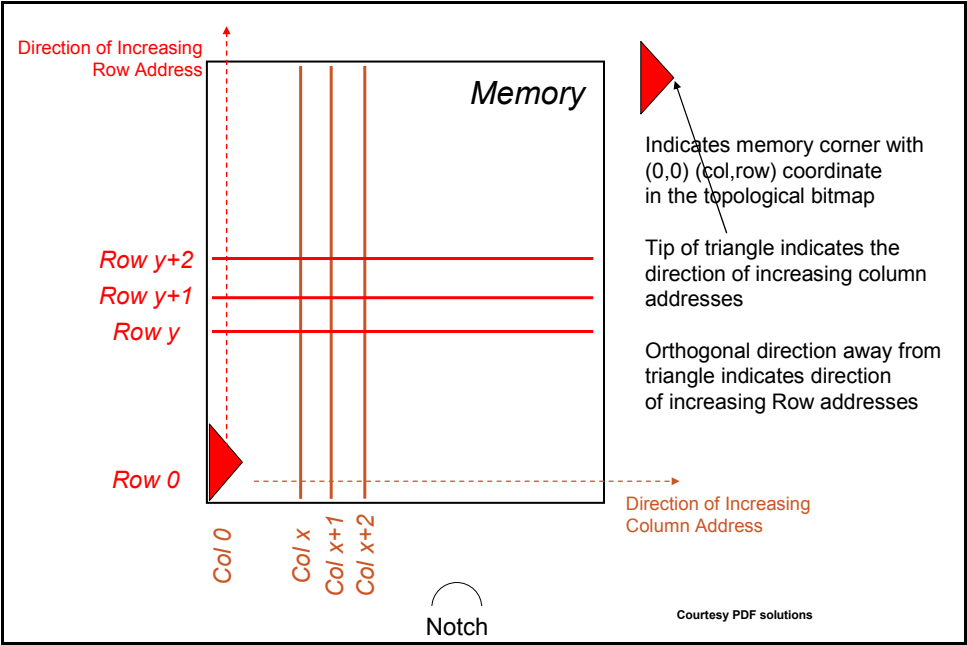 Direction of Increasing
Row Address
Memory
Indicates memory corner with
(0,0) (col,row) coordinate
in the topological bitmap
Tip of triangle indicates the
direction of increasing column
addresses
Orthogonal direction away from
triangle indicates direction
of increasing Row addresses
Row y+2
Row y+1
Row y
Row 0
Direction of Increasing
Column Address
Col 0
Col x
Col x+1
Col x+2
Notch
Courtesy PDF solutions